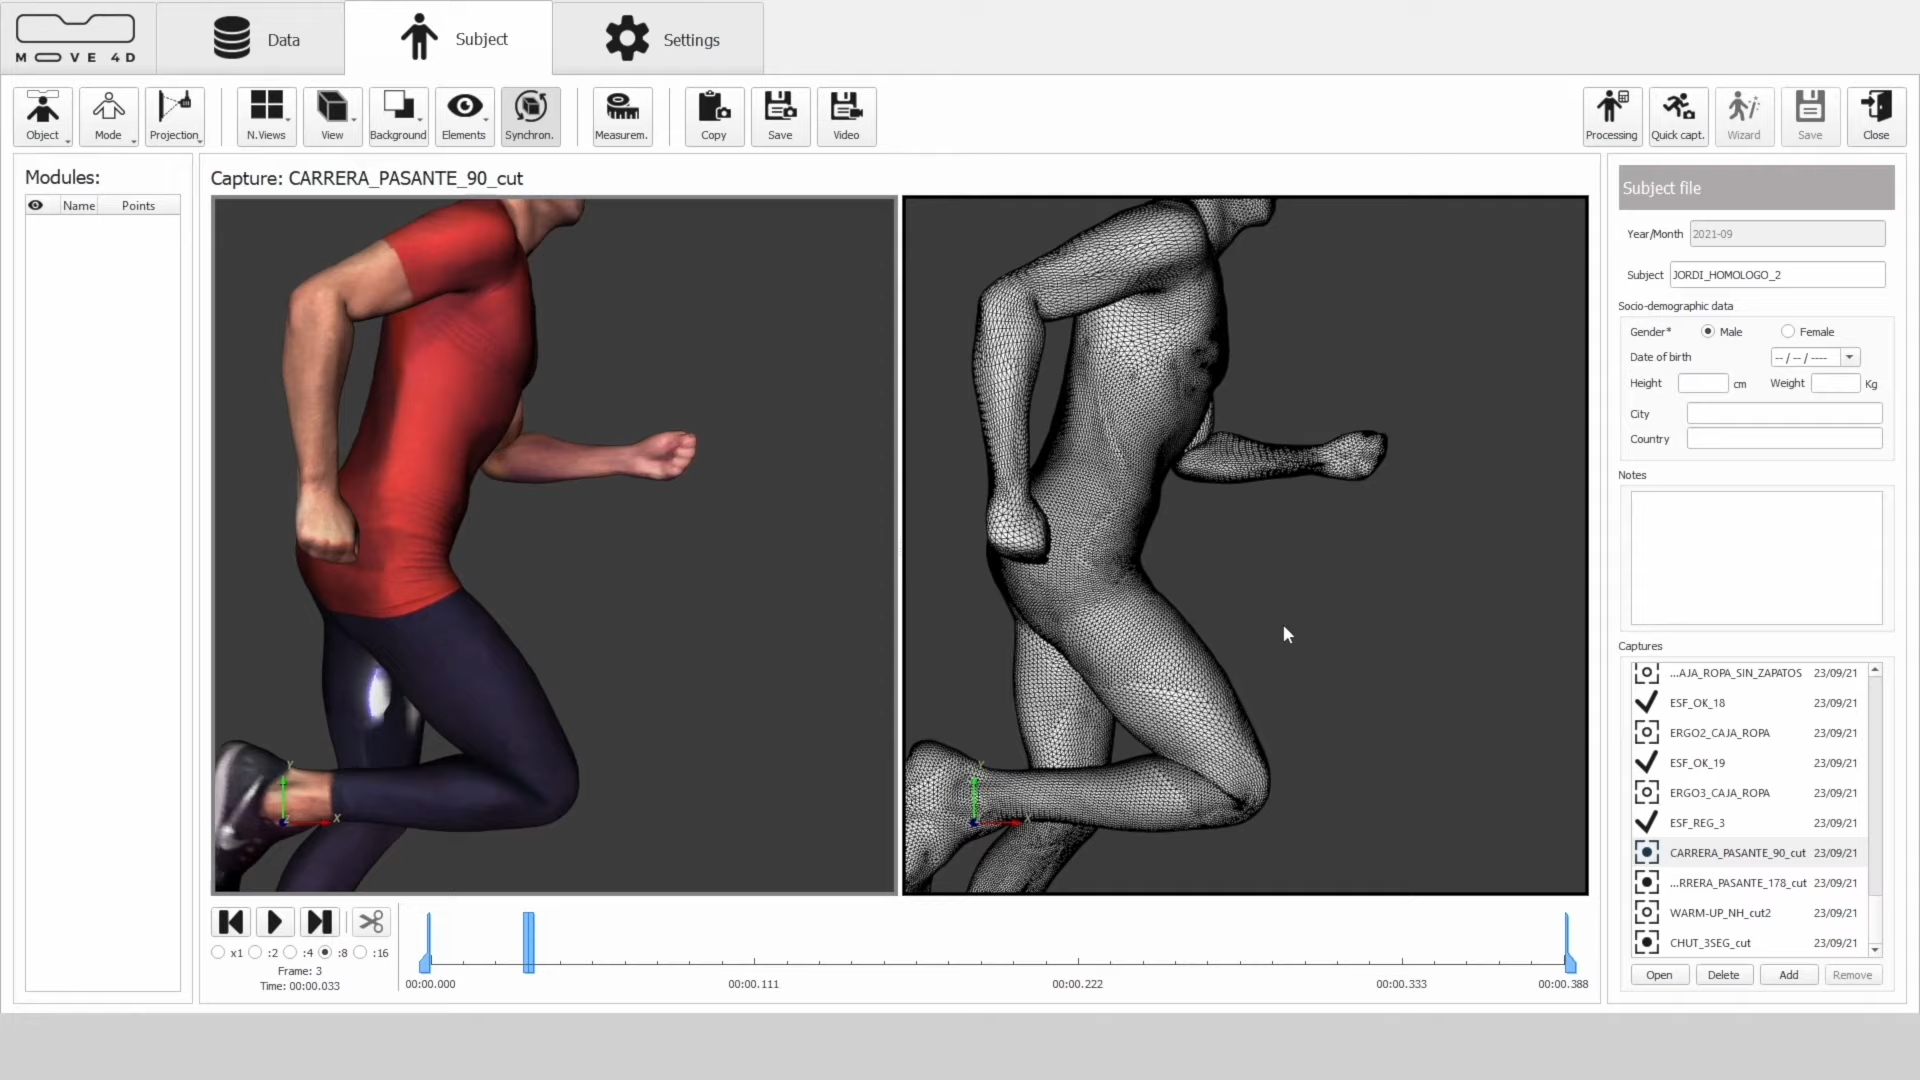 MOVE 4D
Data
Subject
Settings
Object
Mode
Projection
N.Views
View
Background
Elements
Synchron.
Measurem.
Copy
Save
Video
Processing
Quick capt.
Wizard
Save
Close
Modules:
Name Points
Capture: CARRERA_PASANTE_90_cut
Y
X
Z
Y
X
x1 :2 :4 :8 :16
Frame: 3
Time: 00:00.033
00:00.000 00:00.111 00:00.222 00:00.333 00:00.388
Subject file
Year/Month 2021-09
Subject JORDI_HOMOLOGO_2
Socio-demographic data
Gender* Male Female
Date of birth -- / -- / ----
Height cm Weight Kg
City
Country
Notes
Captures
...AJA_ROPA_SIN_ZAPATOS 23/09/21
ESF_OK_18 23/09/21
ERGO2_CAJA_ROPA 23/09/21
ESF_OK_19 23/09/21
ERGO3_CAJA_ROPA 23/09/21
ESF_REG_3 23/09/21
CARRERA_PASANTE_90_cut 23/09/21
...RRERA_PASANTE_178_cut 23/09/21
WARM-UP_NH_cut2 23/09/21
CHUT_3SEG_cut 23/09/21
Open Delete Add Remove